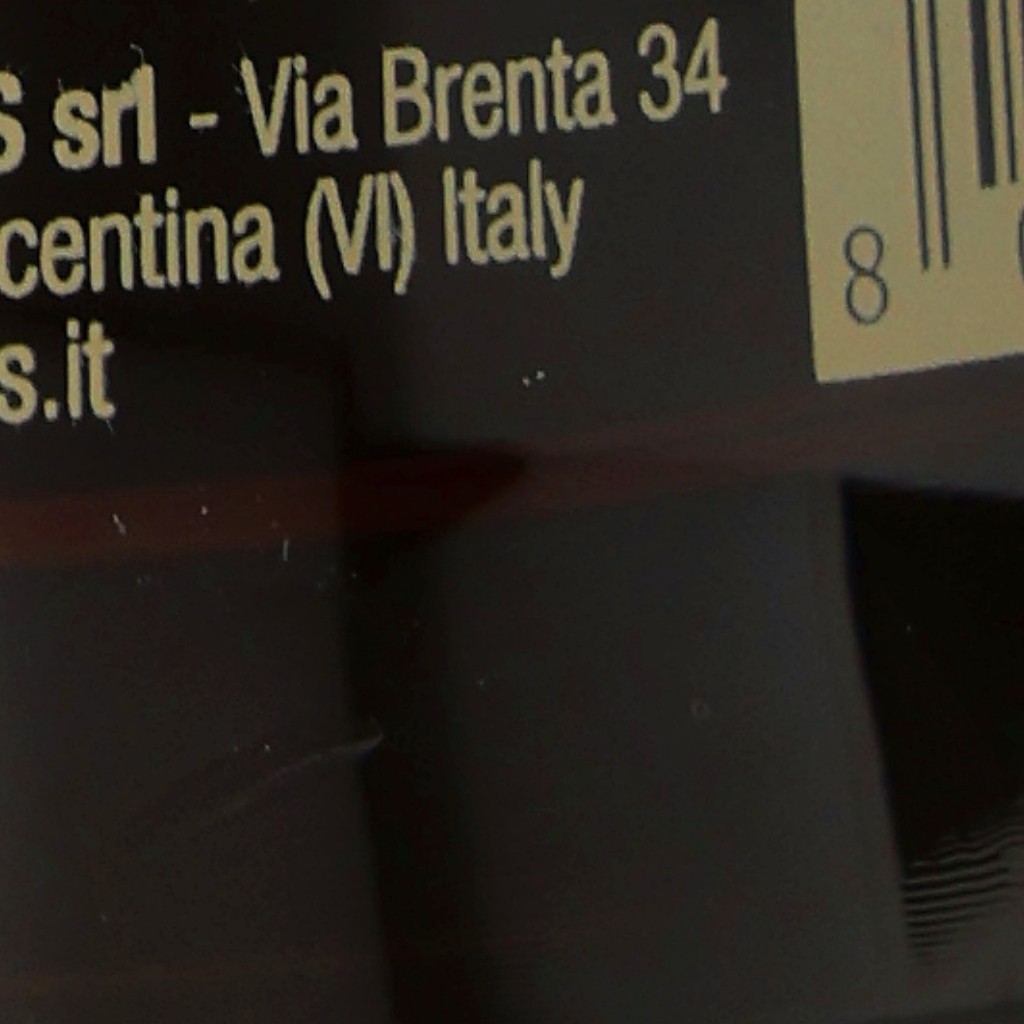 S srl - Via Brenta 34
centina (VI) Italy
s.it
8